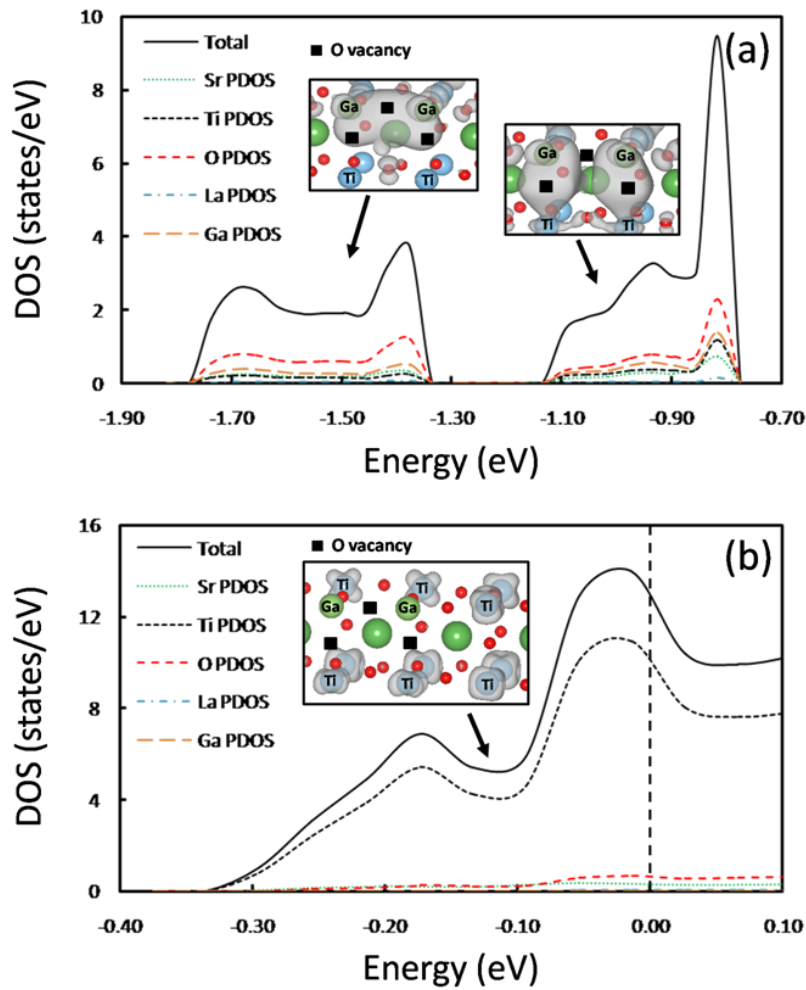 (a)
10
8
6
4
2
0
DOS (states/eV)
Total
Sr PDOS
Ti PDOS
O PDOS
La PDOS
Ga PDOS
O vacancy
Ga
Ga
Ti
Ti
Ga
Ga
Ti
Ti
-1.90
-1.70
-1.50
-1.30
-1.10
-0.90
-0.70
Energy (eV)
(b)
16
12
8
4
0
DOS (states/eV)
Total
Sr PDOS
Ti PDOS
O PDOS
La PDOS
Ga PDOS
O vacancy
Ti
Ti
Ti
Ga
Ga
Ti
Ti
Ti
-0.40
-0.30
-0.20
-0.10
0.00
0.10
Energy (eV)